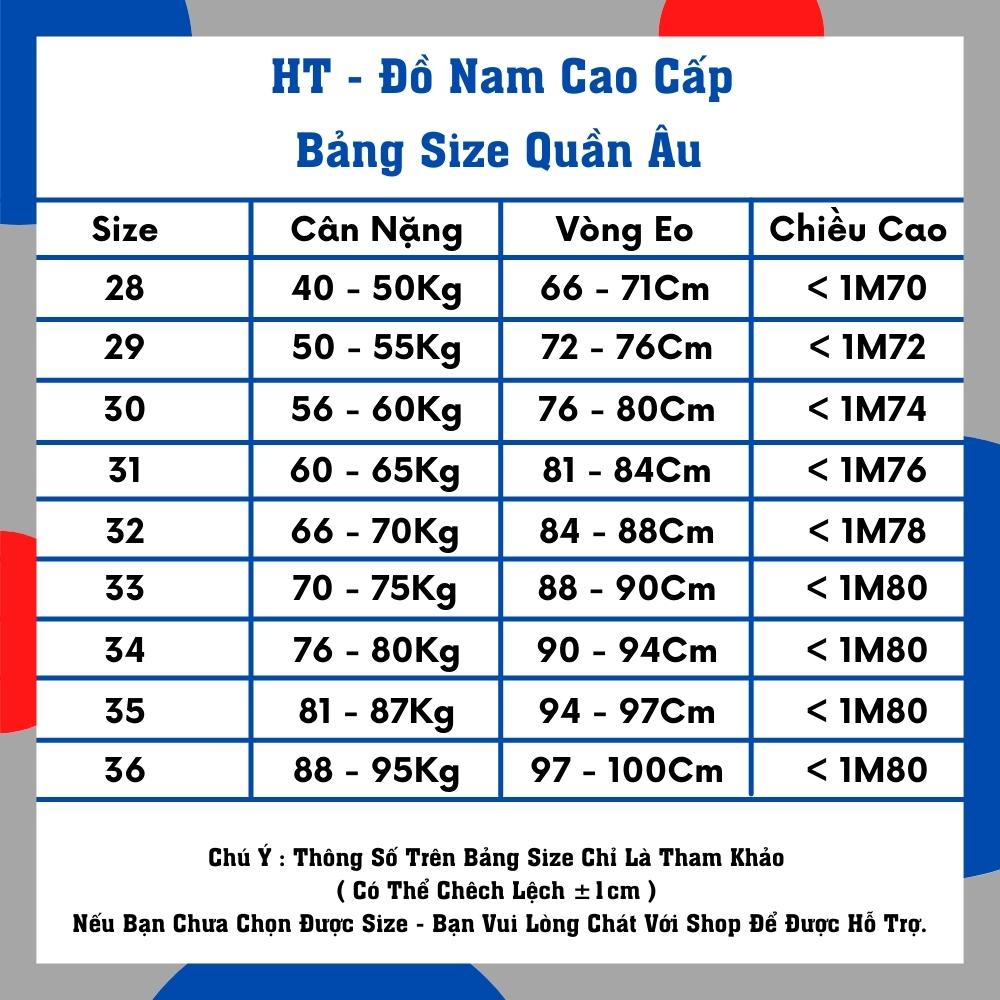 HT - Đồ Nam Cao Cấp
Bảng Size Quần Âu
Size Cân Nặng Vòng Eo Chiều Cao
28 40 - 50Kg 66 - 71Cm < 1M70
29 50 - 55Kg 72 - 76Cm < 1M72
30 56 - 60Kg 76 - 80Cm < 1M74
31 60 - 65Kg 81 - 84Cm < 1M76
32 66 - 70Kg 84 - 88Cm < 1M78
33 70 - 75Kg 88 - 90Cm < 1M80
34 76 - 80Kg 90 - 94Cm < 1M80
35 81 - 87Kg 94 - 97Cm < 1M80
36 88 - 95Kg 97 - 100Cm < 1M80
Chú Ý : Thông Số Trên Bảng Size Chỉ Là Tham Khảo
( Có Thể Chêch Lệch ±1cm )
Nếu Bạn Chưa Chọn Được Size - Bạn Vui Lòng Chát Với Shop Để Được Hỗ Trợ.